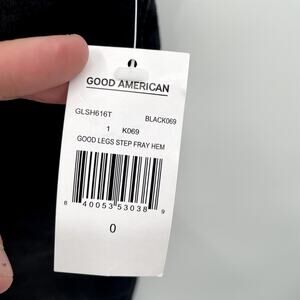 GOOD AMERICAN
GLSH616T BLACK069
1 K069
GOOD LEGS STEP FRAY HEM
8 40053 53038 9
0